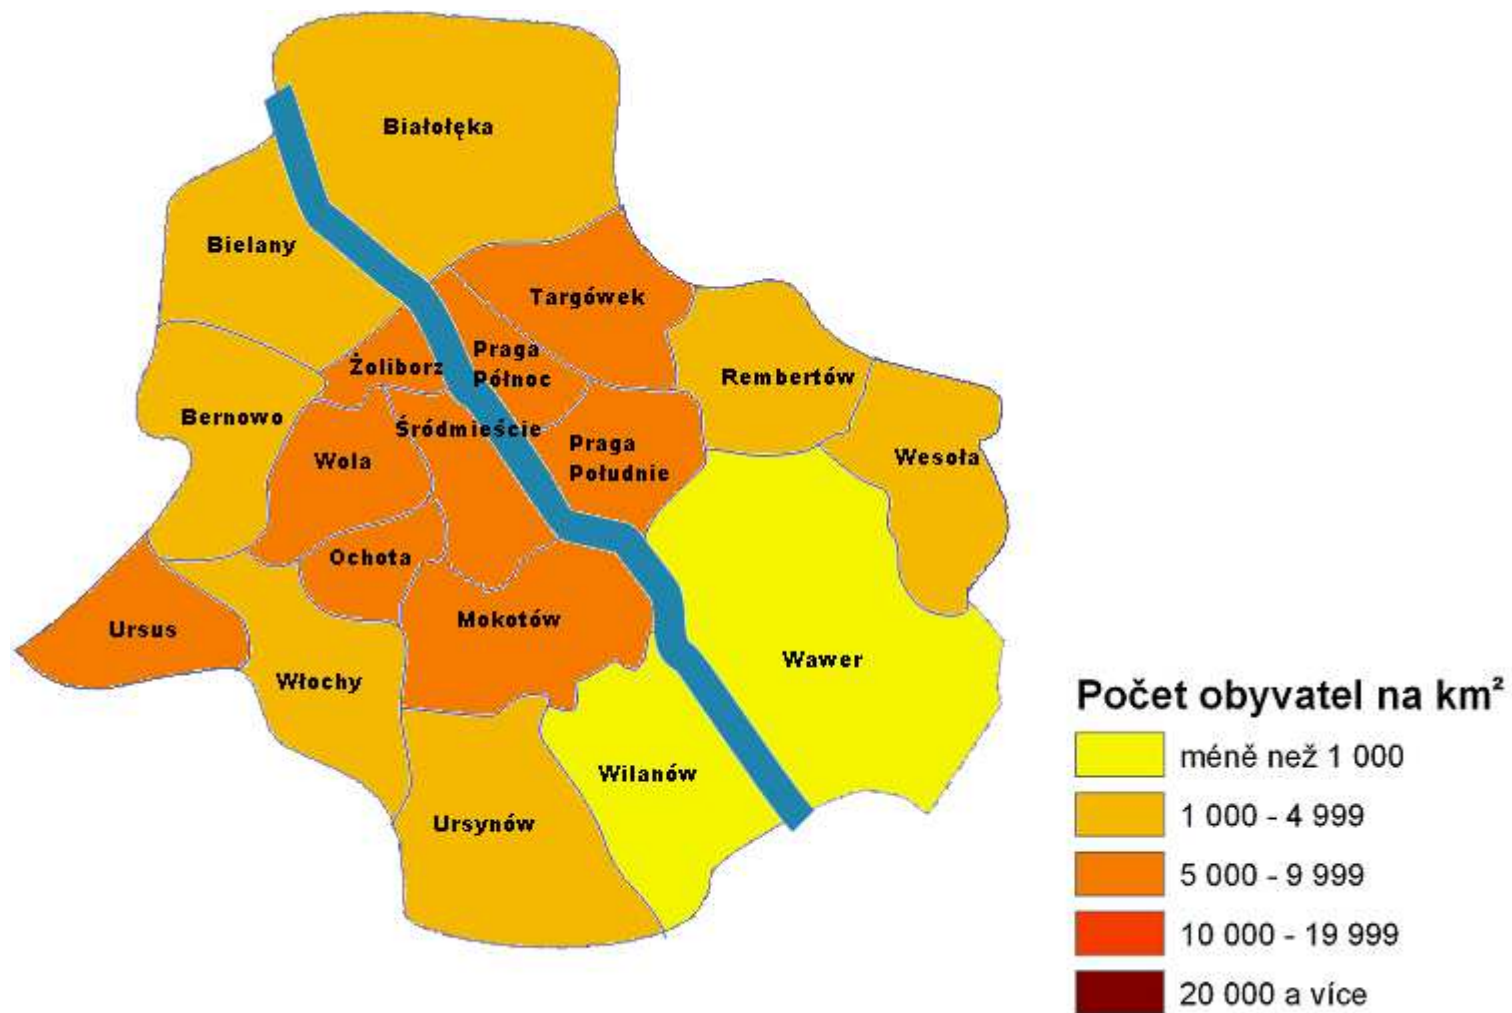 Białołęka
Bielany
Targówek
Praga
Północ
Żoliborz
Rembertów
Bernowo
Śródmieście
Praga
Południe
Wola
Wesoła
Ochota
Mokotów
Ursus
Wawer
Włochy
Wilanów
Ursynów
Počet obyvatel na km²
méně než 1 000
1 000 - 4 999
5 000 - 9 999
10 000 - 19 999
20 000 a více